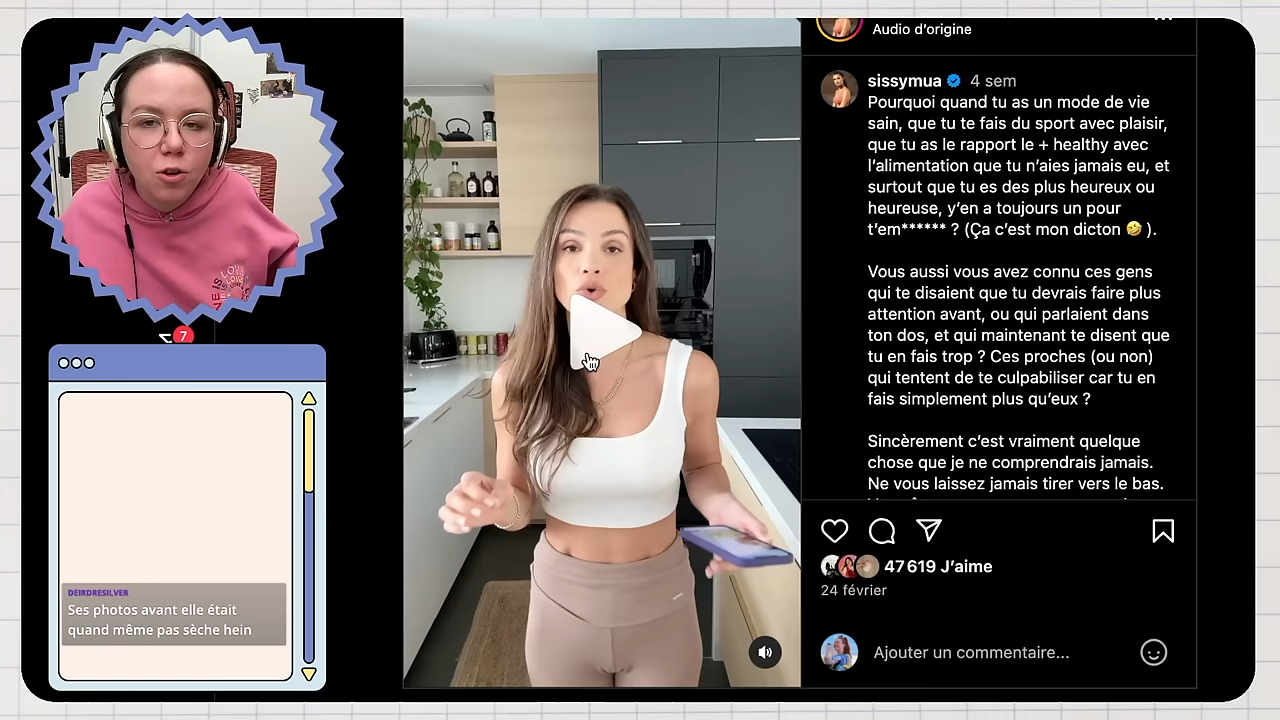 Audio d'origine
sissymua 4 sem
Pourquoi quand tu as un mode de vie
sain, que tu te fais du sport avec plaisir,
que tu as le rapport le + healthy avec
l'alimentation que tu n'aies jamais eu, et
surtout que tu es des plus heureux ou
heureuse, y'en a toujours un pour
t'em****** ? (Ça c'est mon dicton 🤣 ).
Vous aussi vous avez connu ces gens
qui te disaient que tu devrais faire plus
attention avant, ou qui parlaient dans
ton dos, et qui maintenant te disent que
tu en fais trop ? Ces proches (ou non)
qui tentent de te culpabiliser car tu en
fais simplement plus qu'eux ?
Sincèrement c'est vraiment quelque
chose que je ne comprendrais jamais.
Ne vous laissez jamais tirer vers le bas.
47 619 J'aime
24 février
Ajouter un commentaire...
7
DEIRDRESILVER
Ses photos avant elle était
quand même pas sèche hein